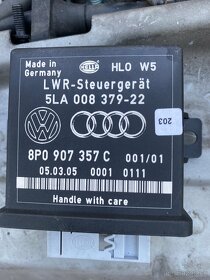 Made in
Germany
HELLA
HLO W5
LWR-Steuergerät
5LA 008 379-22
203
8P0 907 357 C 001/01
05.03.05 0001 0111
Handle with care